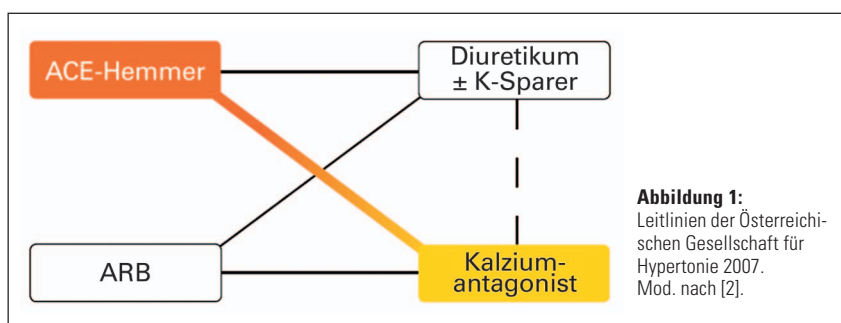 ACE-Hemmer
Diuretikum
± K-Sparer
ARB
Kalzium-
antagonist
Abbildung 1:
Leitlinien der Österreichi-
schen Gesellschaft für
Hypertonie 2007.
Mod. nach [2].